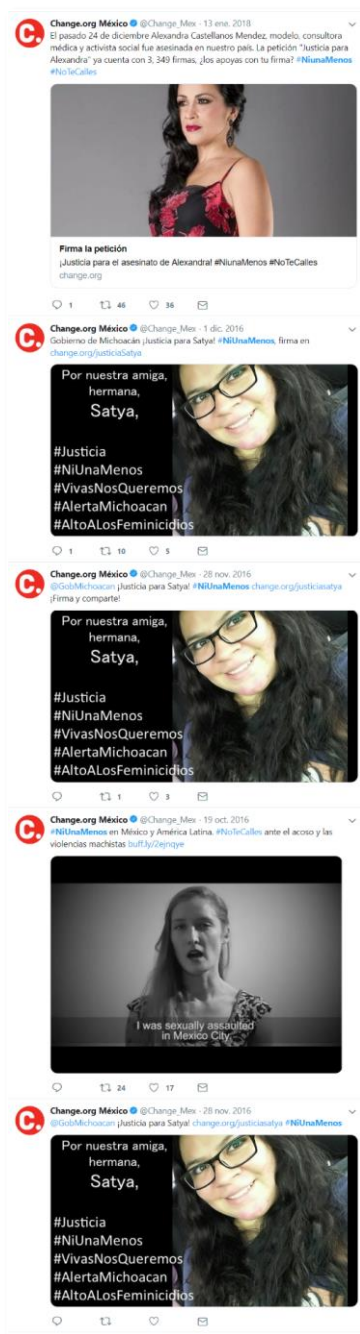 Change.org México @Change_Mex · 13 ene. 2018
El pasado 24 de diciembre Alexandra Castellanos Mendez, modelo, consultora
médica y activista social fue asesinada en nuestro país. La petición "Justicia para
Alexandra" ya cuenta con 3, 349 firmas, ¿los apoyas con tu firma? #NiunaMenos
#NoTeCalles
Firma la petición
¡Justicia para el asesinato de Alexandra! #NiunaMenos #NoTeCalles
change.org
1 46 36
Change.org México @Change_Mex · 1 dic. 2016
Gobierno de Michoacán ¡Justicia para Satya! #NiUnaMenos, firma en
change.org/justiciaSatya
Por nuestra amiga,
hermana,
Satya,
#Justicia
#NiUnaMenos
#VivasNosQueremos
#AlertaMichoacan
#AltoALosFeminicidios
1 10 5
Change.org México @Change_Mex · 28 nov. 2016
@GobMichoacan ¡Justicia para Satya! #NiUnaMenos change.org/justiciasatya
¡Firma y comparte!
Por nuestra amiga,
hermana,
Satya,
#Justicia
#NiUnaMenos
#VivasNosQueremos
#AlertaMichoacan
#AltoALosFeminicidios
1 3
Change.org México @Change_Mex · 19 oct. 2016
#NiUnaMenos en México y América Latina. #NoTeCalles ante el acoso y las
violencias machistas buff.ly/2ejnqye
I was sexually assaulted
in Mexico City.
24 17
Change.org México @Change_Mex · 28 nov. 2016
@GobMichoacan ¡Justicia para Satya! change.org/justiciasatya #NiUnaMenos
Por nuestra amiga,
hermana,
Satya,
#Justicia
#NiUnaMenos
#VivasNosQueremos
#AlertaMichoacan
#AltoALosFeminicidios